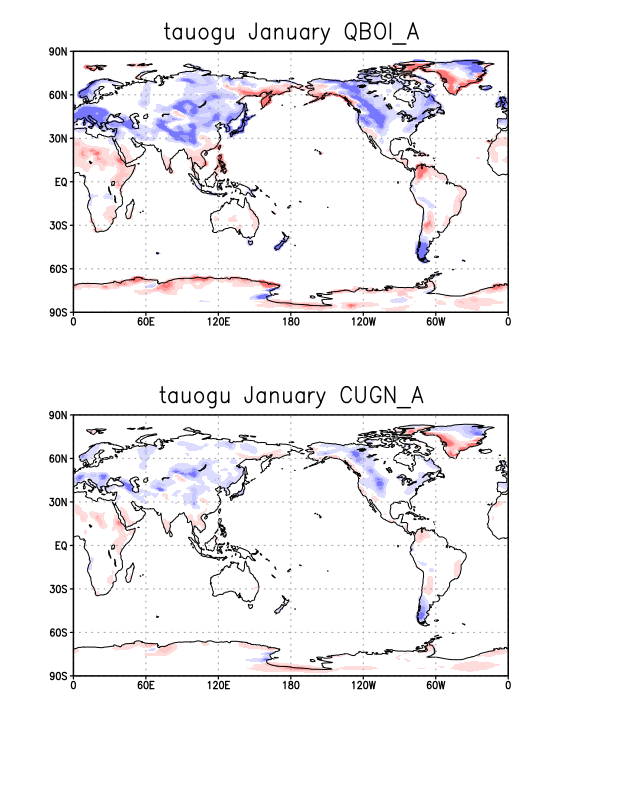 tauogu January QBOI_A
90N
60N
30N
EQ
30S
60S
90S
0 60E 120E 180 120W 60W 0
tauogu January CUGN_A
90N
60N
30N
EQ
30S
60S
90S
0 60E 120E 180 120W 60W 0